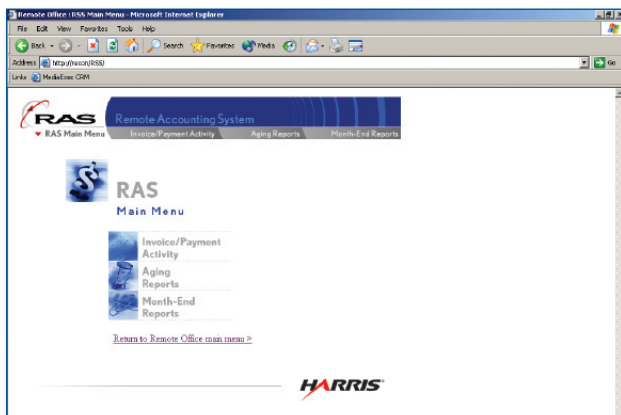 Remote Office : RSS Main Menu - Microsoft Internet Explorer
File Edit View Favorites Tools Help
Back Search Favorites Media
Address http://recon/RSS/ Go
Links MediaExec CRM
RAS Remote Accounting System
RAS Main Menu Invoice/Payment Activity Aging Reports Month-End Reports
RAS
Main Menu
Invoice/Payment
Activity
Aging
Reports
Month-End
Reports
Return to Remote Office main menu >
HARRIS